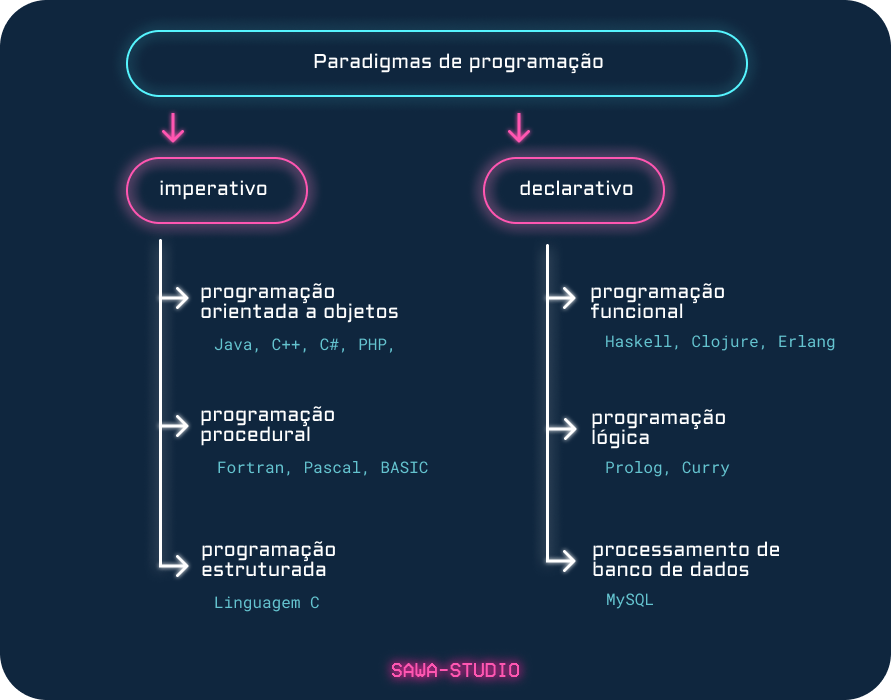 Paradigmas de programação
imperativo
declarativo
programação
orientada a objetos
Java, C++, C#, PHP,
programação
procedural
Fortran, Pascal, BASIC
programação
estruturada
Linguagem C
programação
funcional
Haskell, Clojure, Erlang
programação
lógica
Prolog, Curry
processamento de
banco de dados
MySQL
SAWA-STUDIO